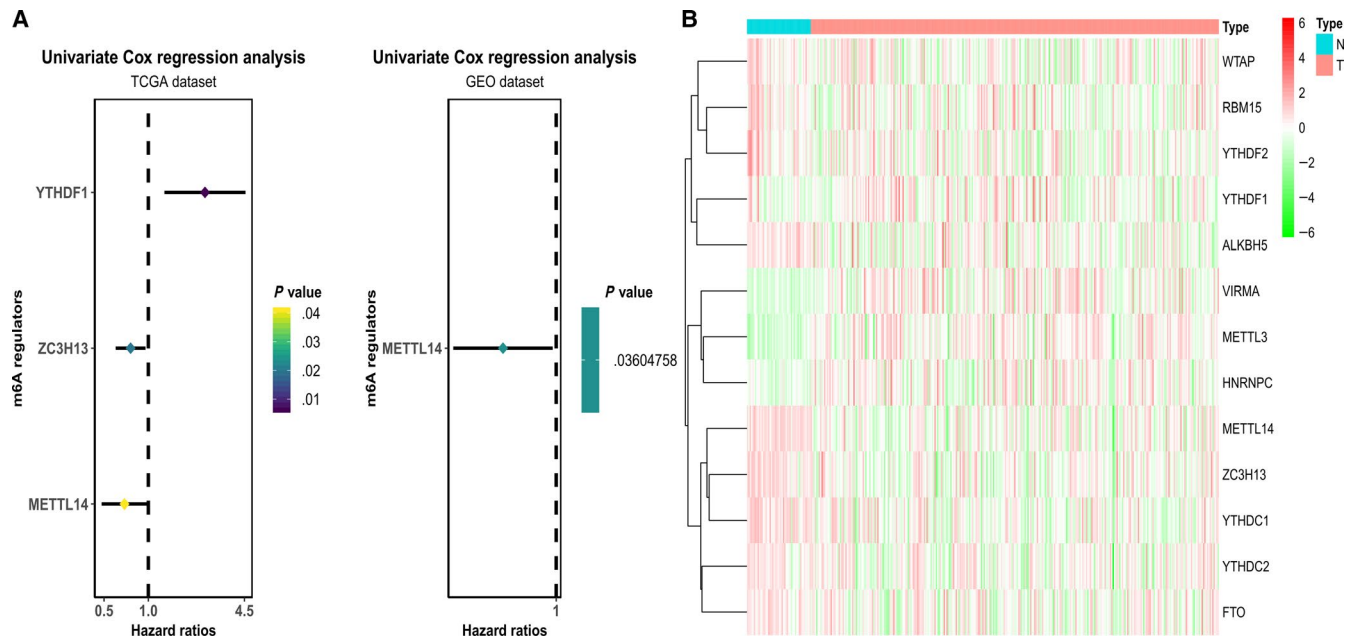 A
Univariate Cox regression analysis
TCGA dataset
m6A regulators
YTHDF1
ZC3H13
METTL14
0.5 1.0 4.5
Hazard ratios
P value
.04
.03
.02
.01
Univariate Cox regression analysis
GEO dataset
m6A regulators
METTL14
1
Hazard ratios
P value
.03604758
B
Type
WTAP
RBM15
YTHDF2
YTHDF1
ALKBH5
VIRMA
METTL3
HNRNPC
METTL14
ZC3H13
YTHDC1
YTHDC2
FTO
6
4
2
0
−2
−4
−6
Type
N
T